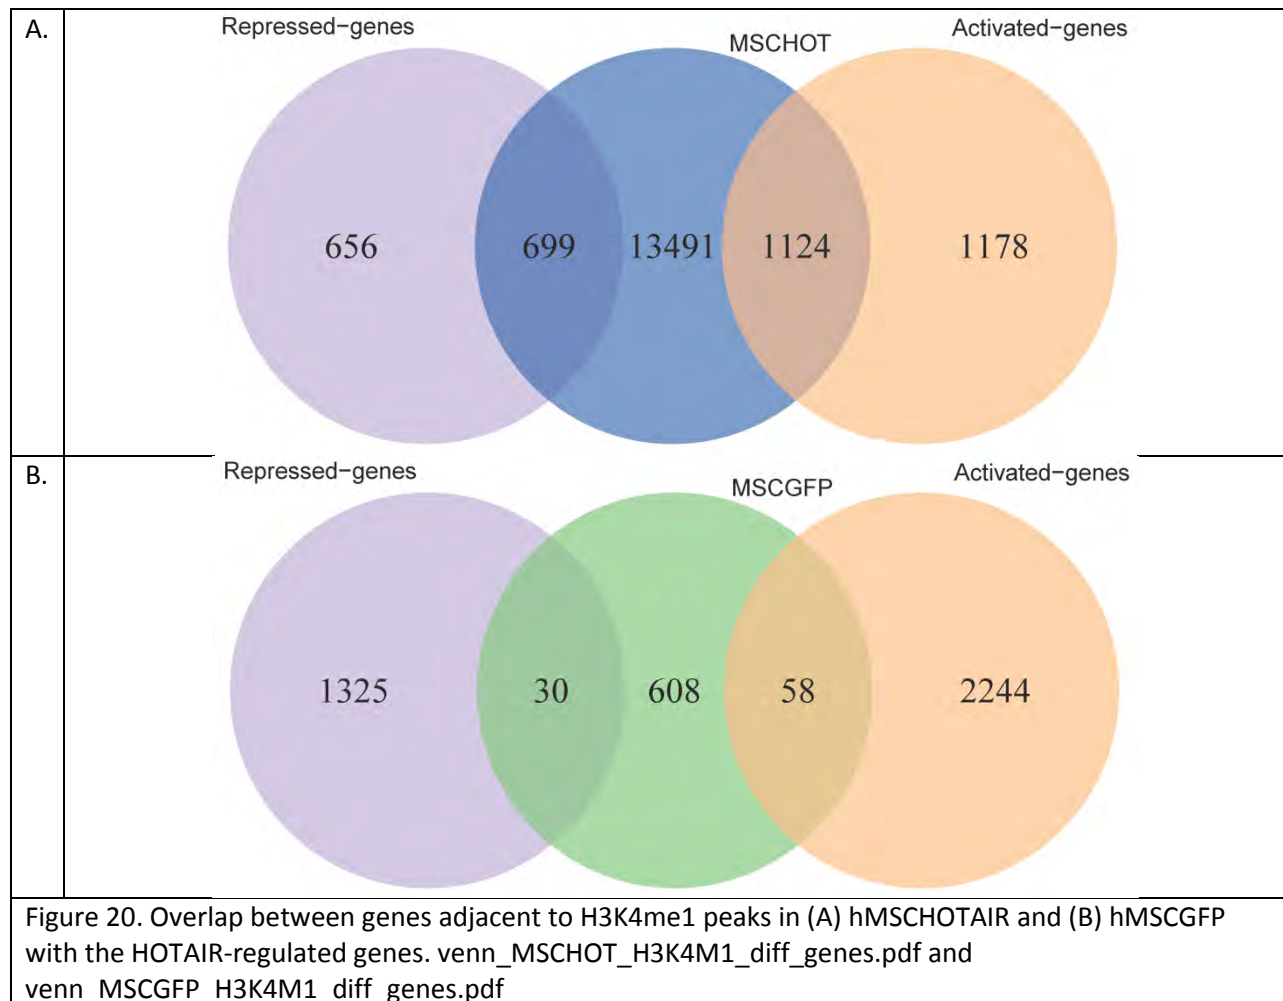 A.
Repressed-genes
MSCHOT
Activated-genes
656 699 13491 1124 1178
B.
Repressed-genes
MSCGFP
Activated-genes
1325 30 608 58 2244
Figure 20. Overlap between genes adjacent to H3K4me1 peaks in (A) hMSCHOTAIR and (B) hMSCGFP
with the HOTAIR-regulated genes. venn_MSCHOT_H3K4M1_diff_genes.pdf and
venn_MSCGFP_H3K4M1_diff_genes.pdf